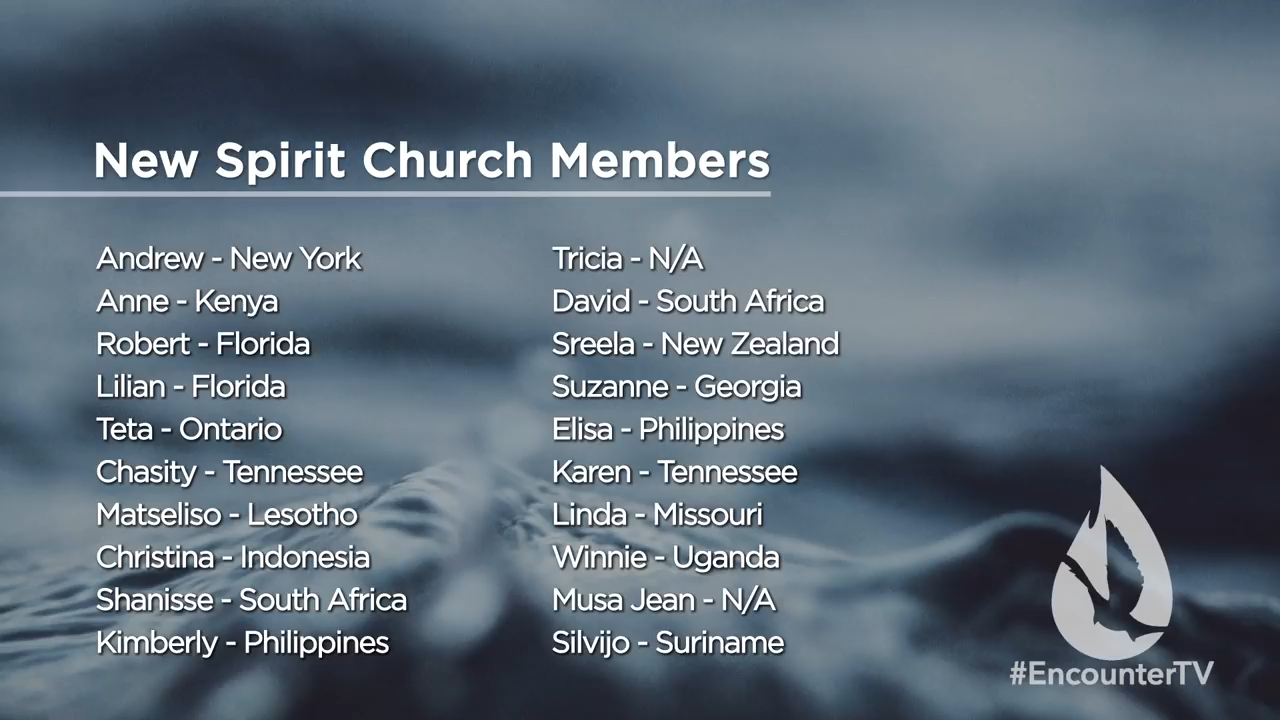 New Spirit Church Members
Andrew - New York
Anne - Kenya
Robert - Florida
Lilian - Florida
Teta - Ontario
Chasity - Tennessee
Matseliso - Lesotho
Christina - Indonesia
Shanisse - South Africa
Kimberly - Philippines
Tricia - N/A
David - South Africa
Sreela - New Zealand
Suzanne - Georgia
Elisa - Philippines
Karen - Tennessee
Linda - Missouri
Winnie - Uganda
Musa Jean - N/A
Silvijo - Suriname
#EncounterTV